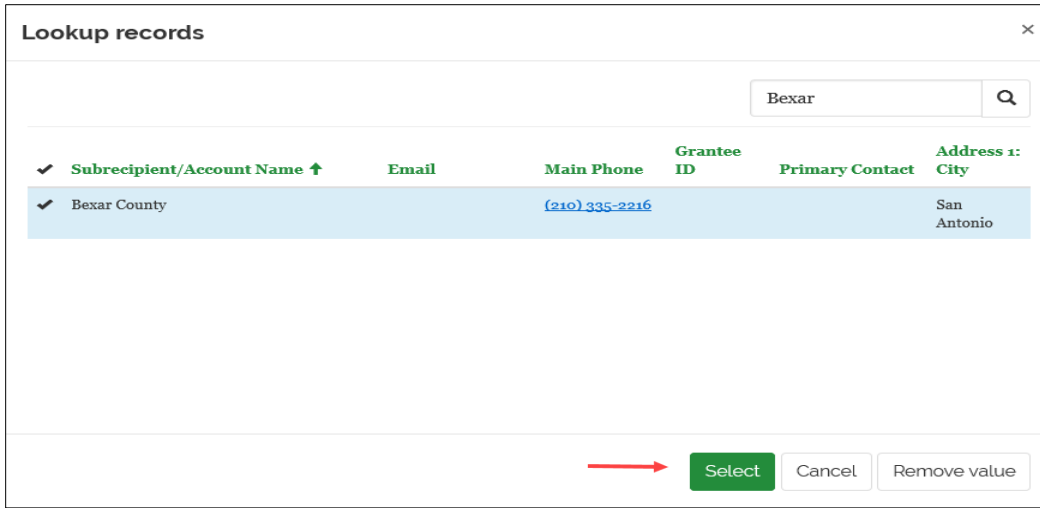 Lookup records ×
Bexar
✔ Subrecipient/Account Name ↑ Email Main Phone Grantee ID Primary Contact Address 1: City
✔ Bexar County (210) 335-2216 San Antonio
Select Cancel Remove value